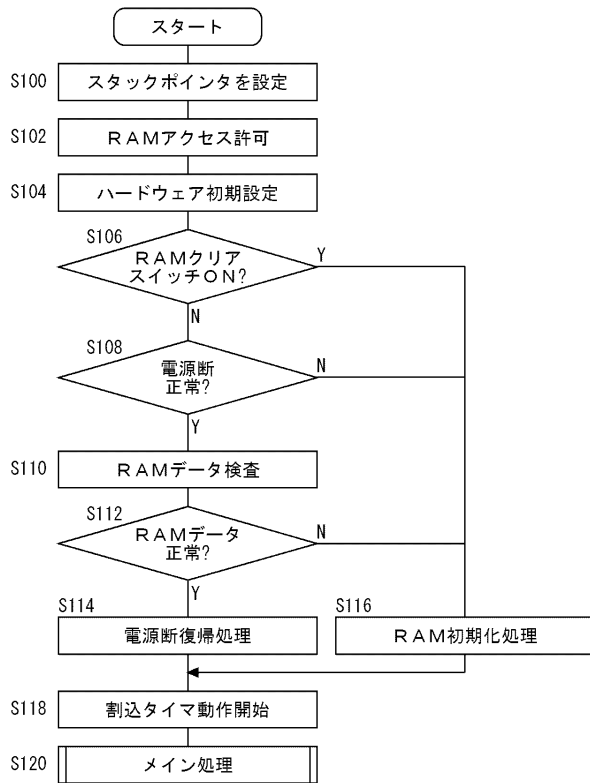 スタート
S100
スタックポインタを設定
S102
ＲＡＭアクセス許可
S104
ハードウェア初期設定
S106
ＲＡＭクリア
スイッチＯＮ?
Y
N
S108
電源断
正常?
N
Y
S110
ＲＡＭデータ検査
S112
ＲＡＭデータ
正常?
N
Y
S114
電源断復帰処理
S116
ＲＡＭ初期化処理
S118
割込タイマ動作開始
S120
メイン処理